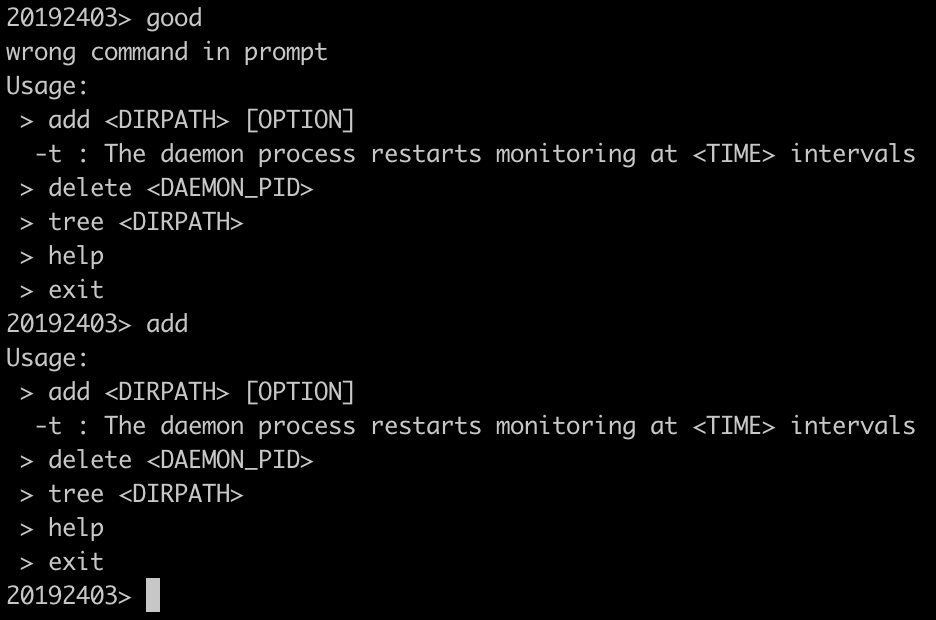 20192403> good
wrong command in prompt
Usage:
 > add <DIRPATH> [OPTION]
  -t : The daemon process restarts monitoring at <TIME> intervals
 > delete <DAEMON_PID>
 > tree <DIRPATH>
 > help
 > exit
20192403> add
Usage:
 > add <DIRPATH> [OPTION]
  -t : The daemon process restarts monitoring at <TIME> intervals
 > delete <DAEMON_PID>
 > tree <DIRPATH>
 > help
 > exit
20192403>